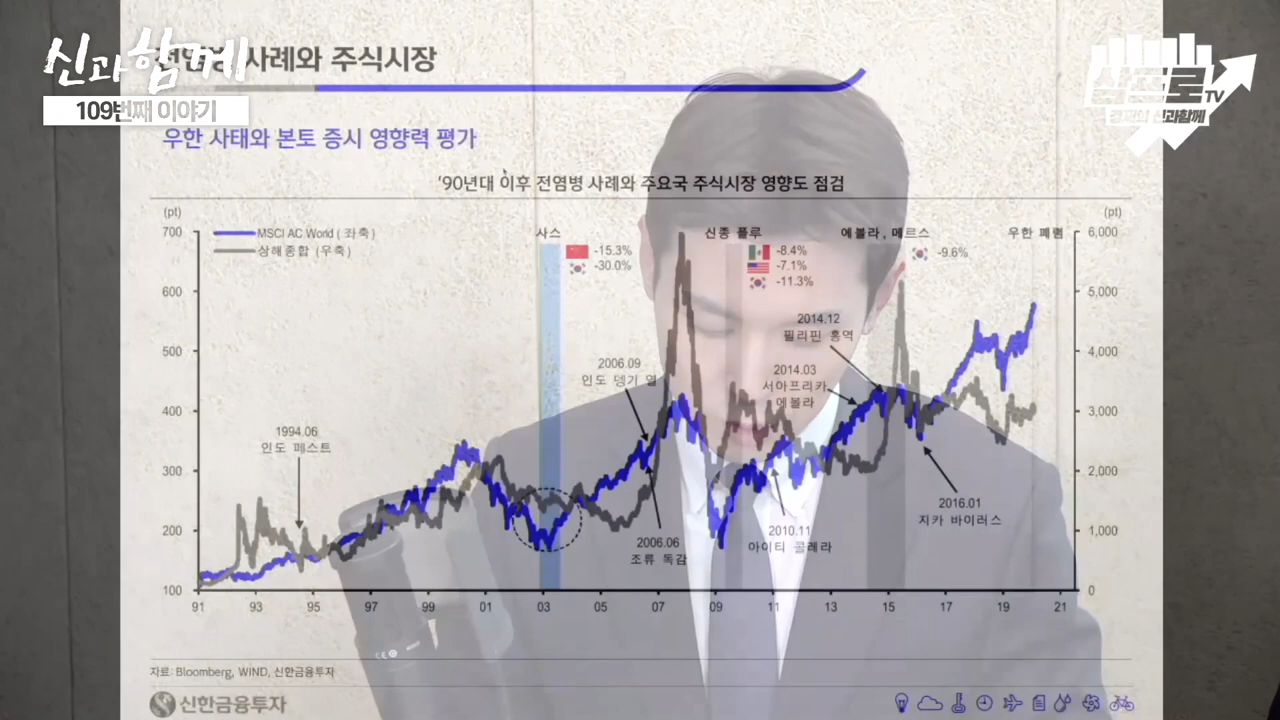 신과함께
109번째 이야기
전염병 사례와 주식시장
삼프로TV
경제의 신과함께
우한 사태와 본토 증시 영향력 평가
'90년대 이후 전염병 사례와 주요국 주식시장 영향도 점검
(pt)
(pt)
MSCI AC World ( 좌축 )
상해종합 (우축 )
사스
-15.3%
-30.0%
신종 플루
-8.4%
-7.1%
-11.3%
에볼라 , 메르스
-9.6%
우한 폐렴
700
600
500
400
300
200
100
6,000
5,000
4,000
3,000
2,000
1,000
0
2014.12
필리핀 홍역
2006.09
인도 뎅기 열
2014.03
서아프리카
에볼라
1994.06
인도 페스트
2016.01
지카 바이러스
2006.06
조류 독감
2010.11
아이티 콜레라
91 93 95 97 99 01 03 05 07 09 11 13 15 17 19 21
CE
자료: Bloomberg, WIND, 신한금융투자
신한금융투자